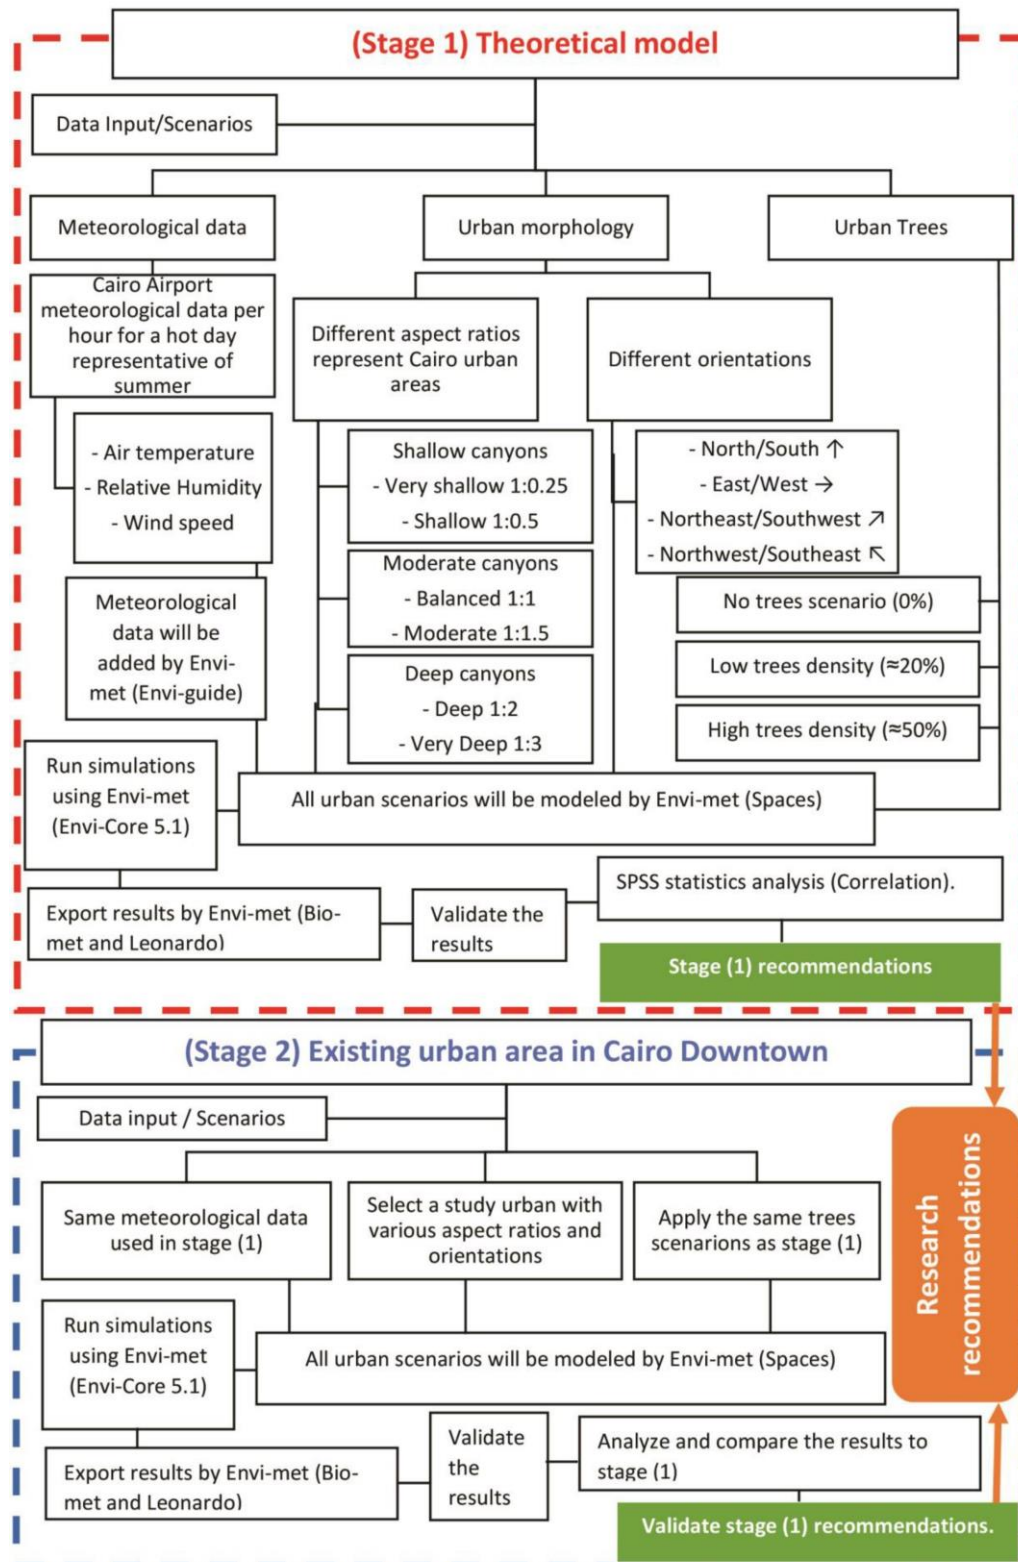 (Stage 1) Theoretical model
Data Input/Scenarios
Meteorological data
Urban morphology
Urban Trees
Cairo Airport
meteorological data per
hour for a hot day
representative of
summer
Different aspect ratios
represent Cairo urban
areas
Different orientations
- Air temperature
- Relative Humidity
- Wind speed
Shallow canyons
- Very shallow 1:0.25
- Shallow 1:0.5
- North/South ↑
- East/West →
- Northeast/Southwest ↗
- Northwest/Southeast ↖
Moderate canyons
- Balanced 1:1
- Moderate 1:1.5
Meteorological
data will be
added by Envi-
met (Envi-guide)
Deep canyons
- Deep 1:2
- Very Deep 1:3
No trees scenario (0%)
Low trees density (≈20%)
High trees density (≈50%)
Run simulations
using Envi-met
(Envi-Core 5.1)
All urban scenarios will be modeled by Envi-met (Spaces)
Export results by Envi-met (Bio-
met and Leonardo)
Validate the
results
SPSS statistics analysis (Correlation).
Stage (1) recommendations
(Stage 2) Existing urban area in Cairo Downtown
Data input / Scenarios
Same meteorological data
used in stage (1)
Select a study urban with
various aspect ratios and
orientations
Apply the same trees
scenarions as stage (1)
Run simulations
using Envi-met
(Envi-Core 5.1)
All urban scenarios will be modeled by Envi-met (Spaces)
Export results by Envi-met (Bio-
met and Leonardo)
Validate
the
results
Analyze and compare the results to
stage (1)
Validate stage (1) recommendations.
Research
recommendations